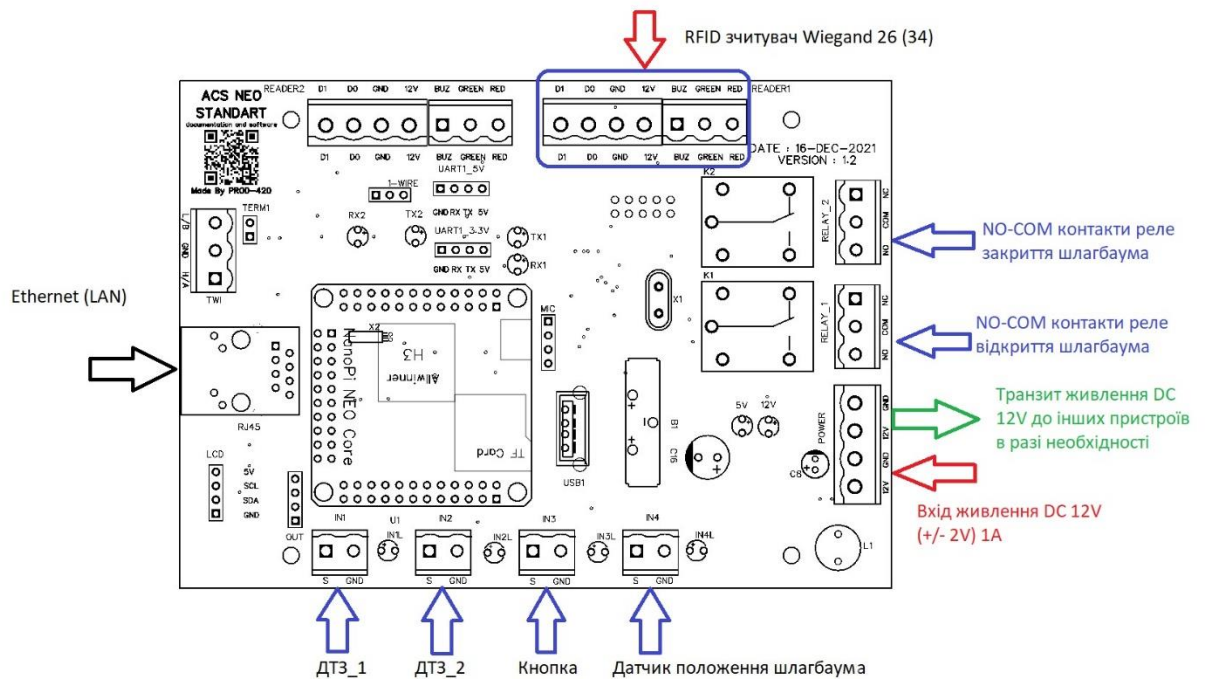 RFID зчитувач Wiegand 26 (34)
ACS NEO
STANDART
documentation and software
Made By PROD-420
READER2
D1 D0 GND 12V BUZ GREEN RED
D1 D0 GND 12V BUZ GREEN RED
D1 D0 GND 12V BUZ GREEN RED
READER1
D1 D0 GND 12V BUZ GREEN RED
DATE : 16-DEC-2021
VERSION : 1.2
1-WIRE
UART1_5V
GND RX TX 5V
UART1_3.3V
GND RX TX 5V
RX2
TX2
TX1
RX1
TERM1
L/B
GND
H/A
TWI
K2
RELAY_2
NC
COM
NO
NO-COM контакти реле
закриття шлагбаума
K1
RELAY_1
NC
COM
NO
NO-COM контакти реле
відкриття шлагбаума
X1
Ethernet (LAN)
RJ45
X2
NanoPi NEO Core
H3
Allwinner
TF Card
MIC
USB1
B1
C16
5V
12V
C8
POWER
GND
12V
GND
12V
Транзит живлення DC
12V до інших пристроїв
в разі необхідності
Вхід живлення DC 12V
(+/- 2V) 1A
L1
LCD
5V
SCL
SDA
GND
OUT
IN1
U1
IN1L
IN2
IN2L
IN3
IN3L
IN4
IN4L
S GND
S GND
S GND
S GND
ДТЗ_1
ДТЗ_2
Кнопка
Датчик положення шлагбаума